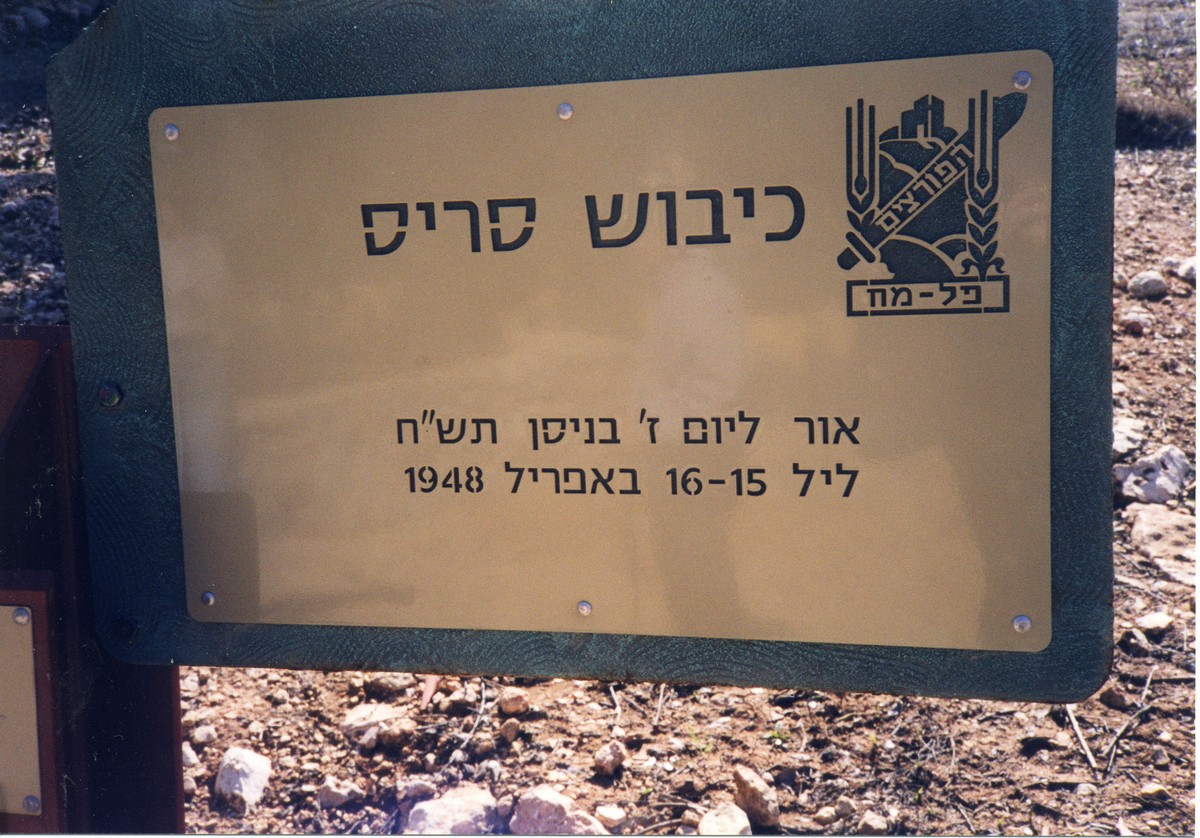 כיבוש סריס
הפורצים
פל-מח
אור ליום ז' בניסן תש"ח
ליל 16-15 באפריל 1948